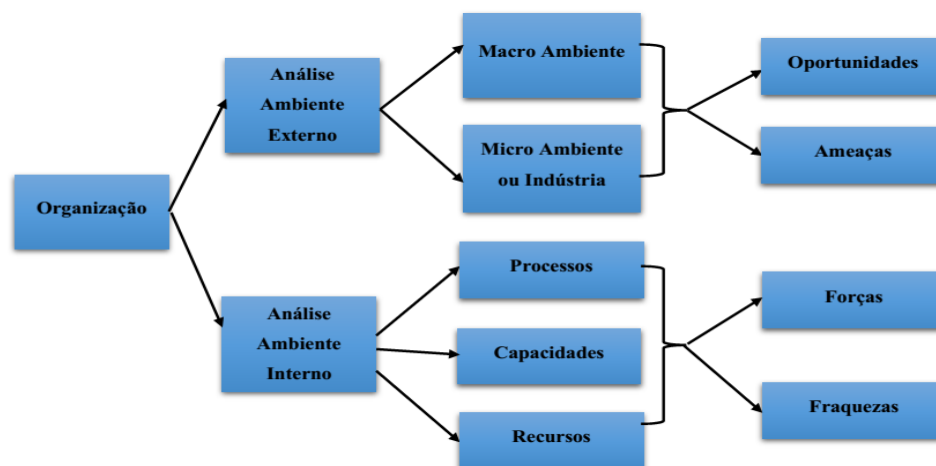 Organização
Análise
Ambiente
Externo
Macro Ambiente
Micro Ambiente
ou Indústria
Oportunidades
Ameaças
Análise
Ambiente
Interno
Processos
Capacidades
Recursos
Forças
Fraquezas